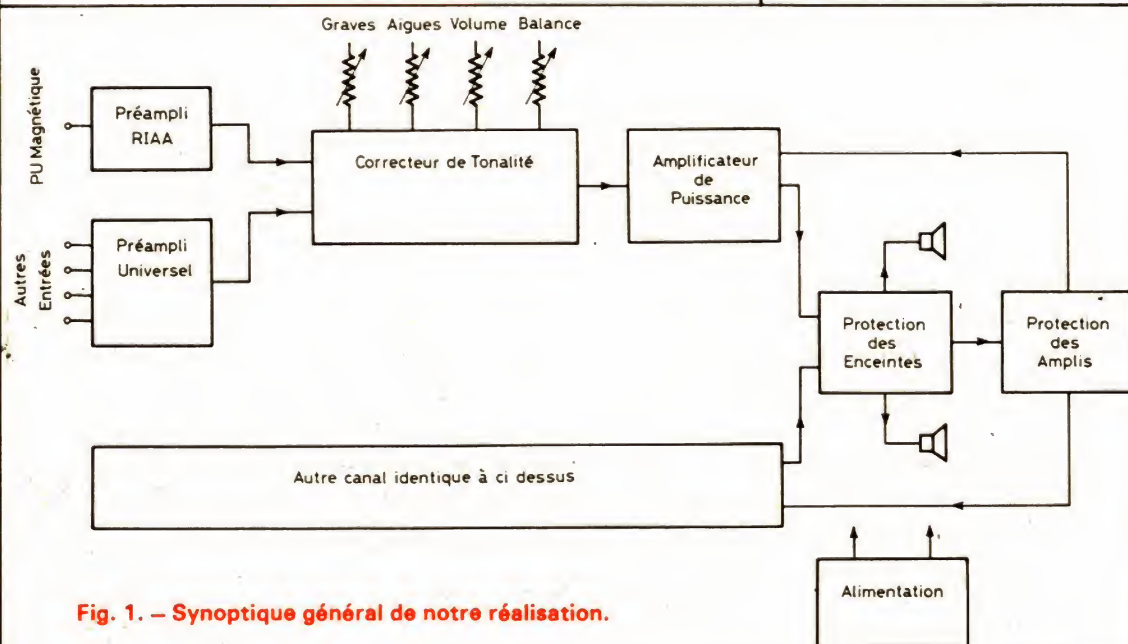 Graves Aigues Volume Balance
PU Magnétique
Préampli
RIAA
Correcteur de Tonalité
Amplificateur
de
Puissance
Autres
Entrées
Préampli
Universel
Protection
des
Enceintes
Protection
des
Amplis
Autre canal identique à ci dessus
Alimentation
Fig. 1. – Synoptique général de notre réalisation.